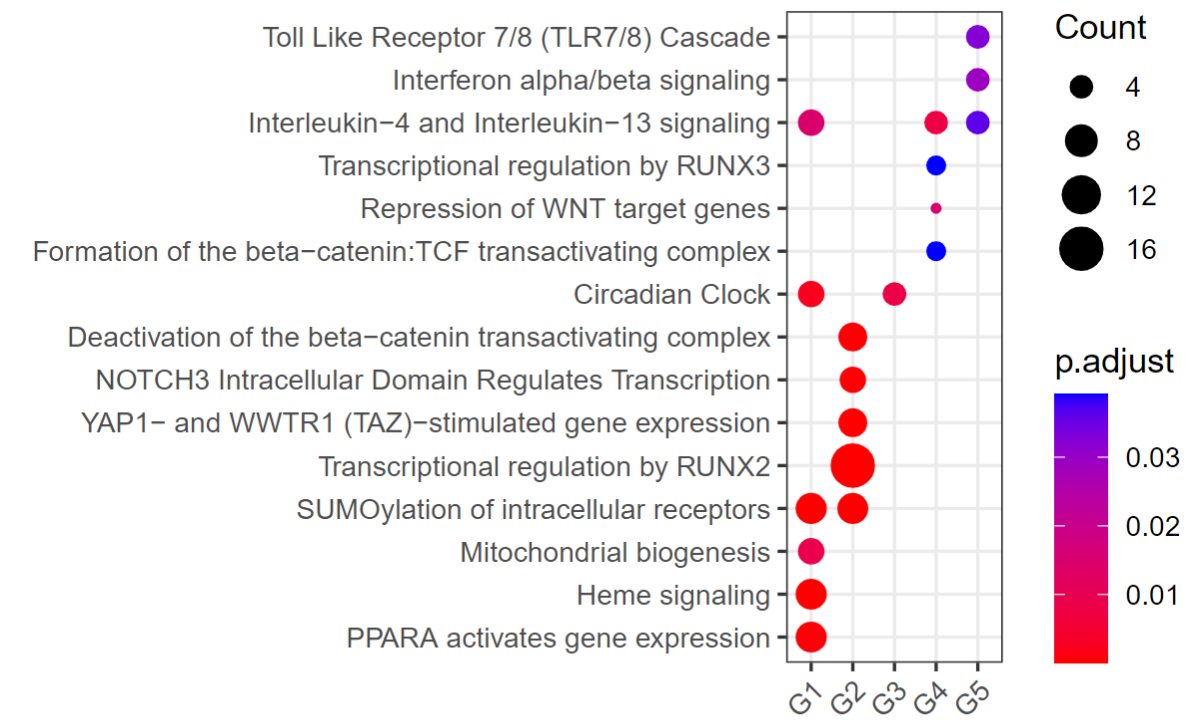 Toll Like Receptor 7/8 (TLR7/8) Cascade
Interferon alpha/beta signaling
Interleukin−4 and Interleukin−13 signaling
Transcriptional regulation by RUNX3
Repression of WNT target genes
Formation of the beta−catenin:TCF transactivating complex
Circadian Clock
Deactivation of the beta−catenin transactivating complex
NOTCH3 Intracellular Domain Regulates Transcription
YAP1− and WWTR1 (TAZ)−stimulated gene expression
Transcriptional regulation by RUNX2
SUMOylation of intracellular receptors
Mitochondrial biogenesis
Heme signaling
PPARA activates gene expression
G1 G2 G3 G4 G5
Count
4
8
12
16
p.adjust
0.03
0.02
0.01